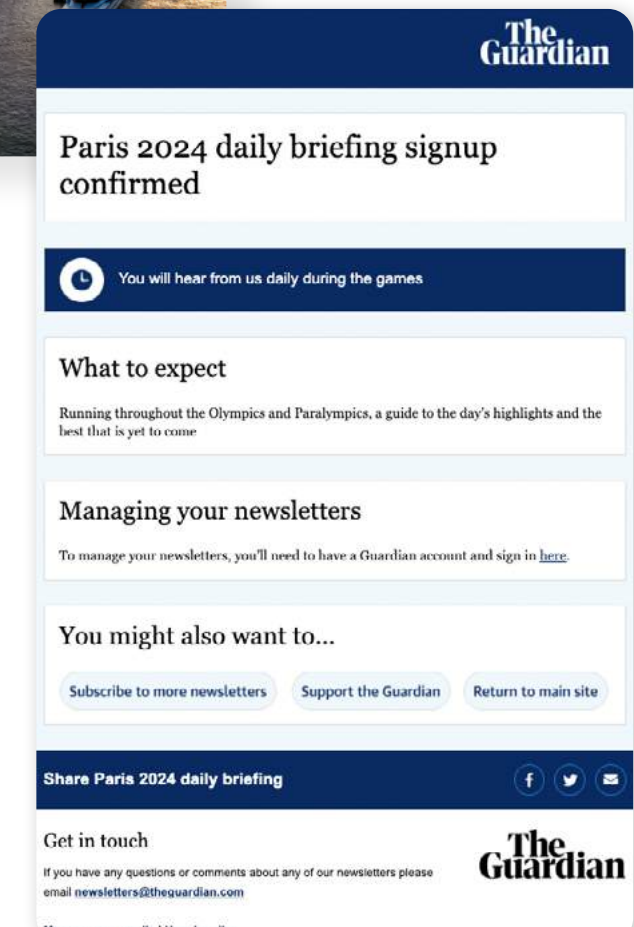 The
Guardian
Paris 2024 daily briefing signup
confirmed
You will hear from us daily during the games
What to expect
Running throughout the Olympics and Paralympics, a guide to the day's highlights and the
best that is yet to come
Managing your newsletters
To manage your newsletters, you'll need to have a Guardian account and sign in here.
You might also want to...
Subscribe to more newsletters Support the Guardian Return to main site
Share Paris 2024 daily briefing
Get in touch
The
Guardian
If you have any questions or comments about any of our newsletters please
email newsletters@theguardian.com